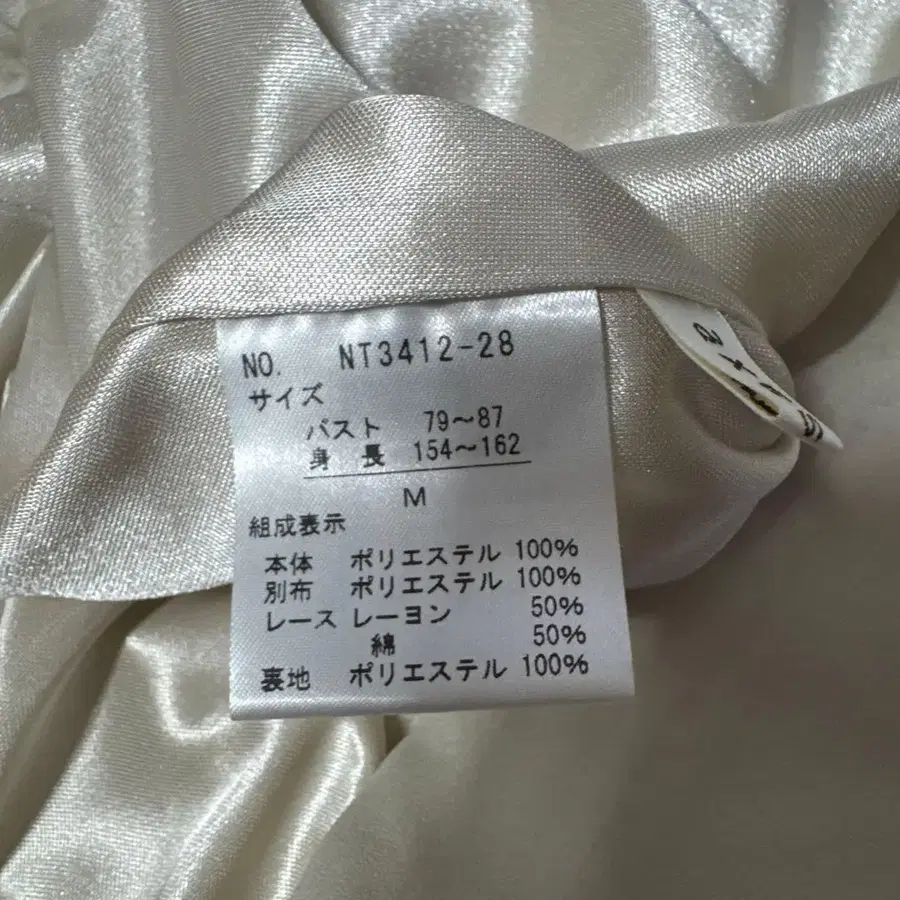 NO. NT3412-28
サイズ
バスト 79〜87
身長 154〜162
M
組成表示
本体 ポリエステル 100%
別布 ポリエステル 100%
レース レーヨン 50%
綿 50%
裏地 ポリエステル 100%